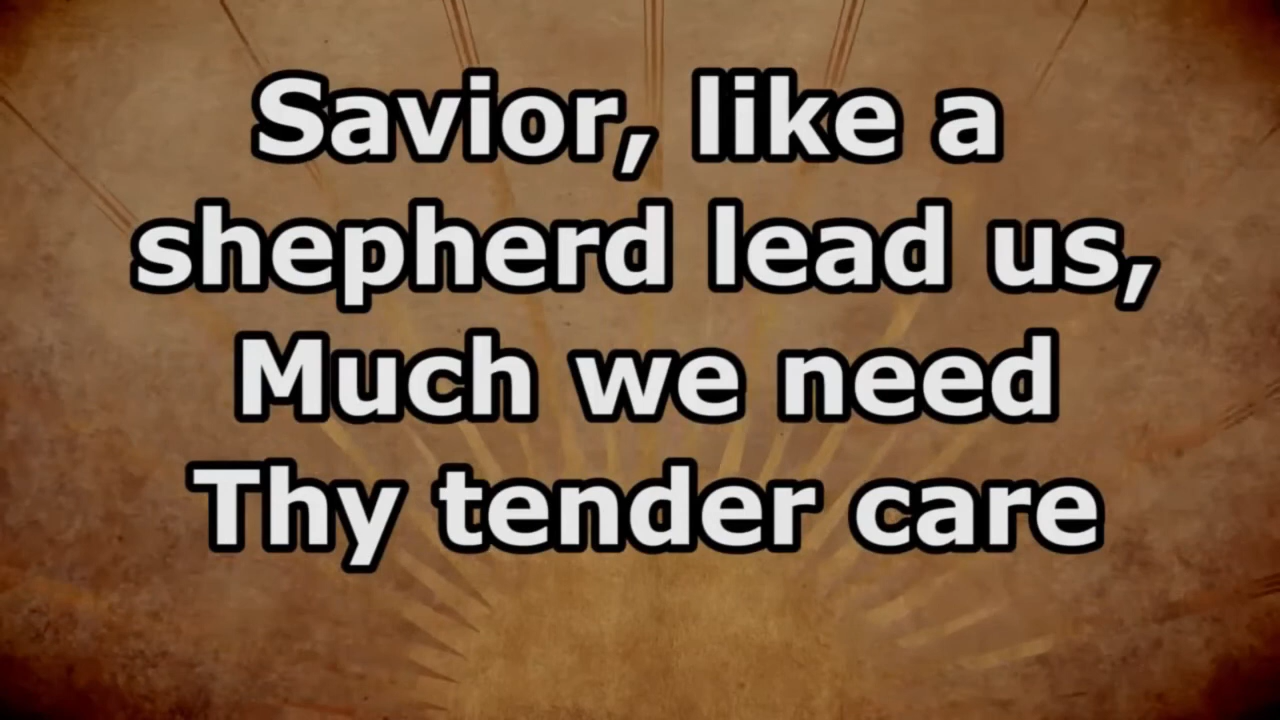 Savior, like a
shepherd lead us,
Much we need
Thy tender care